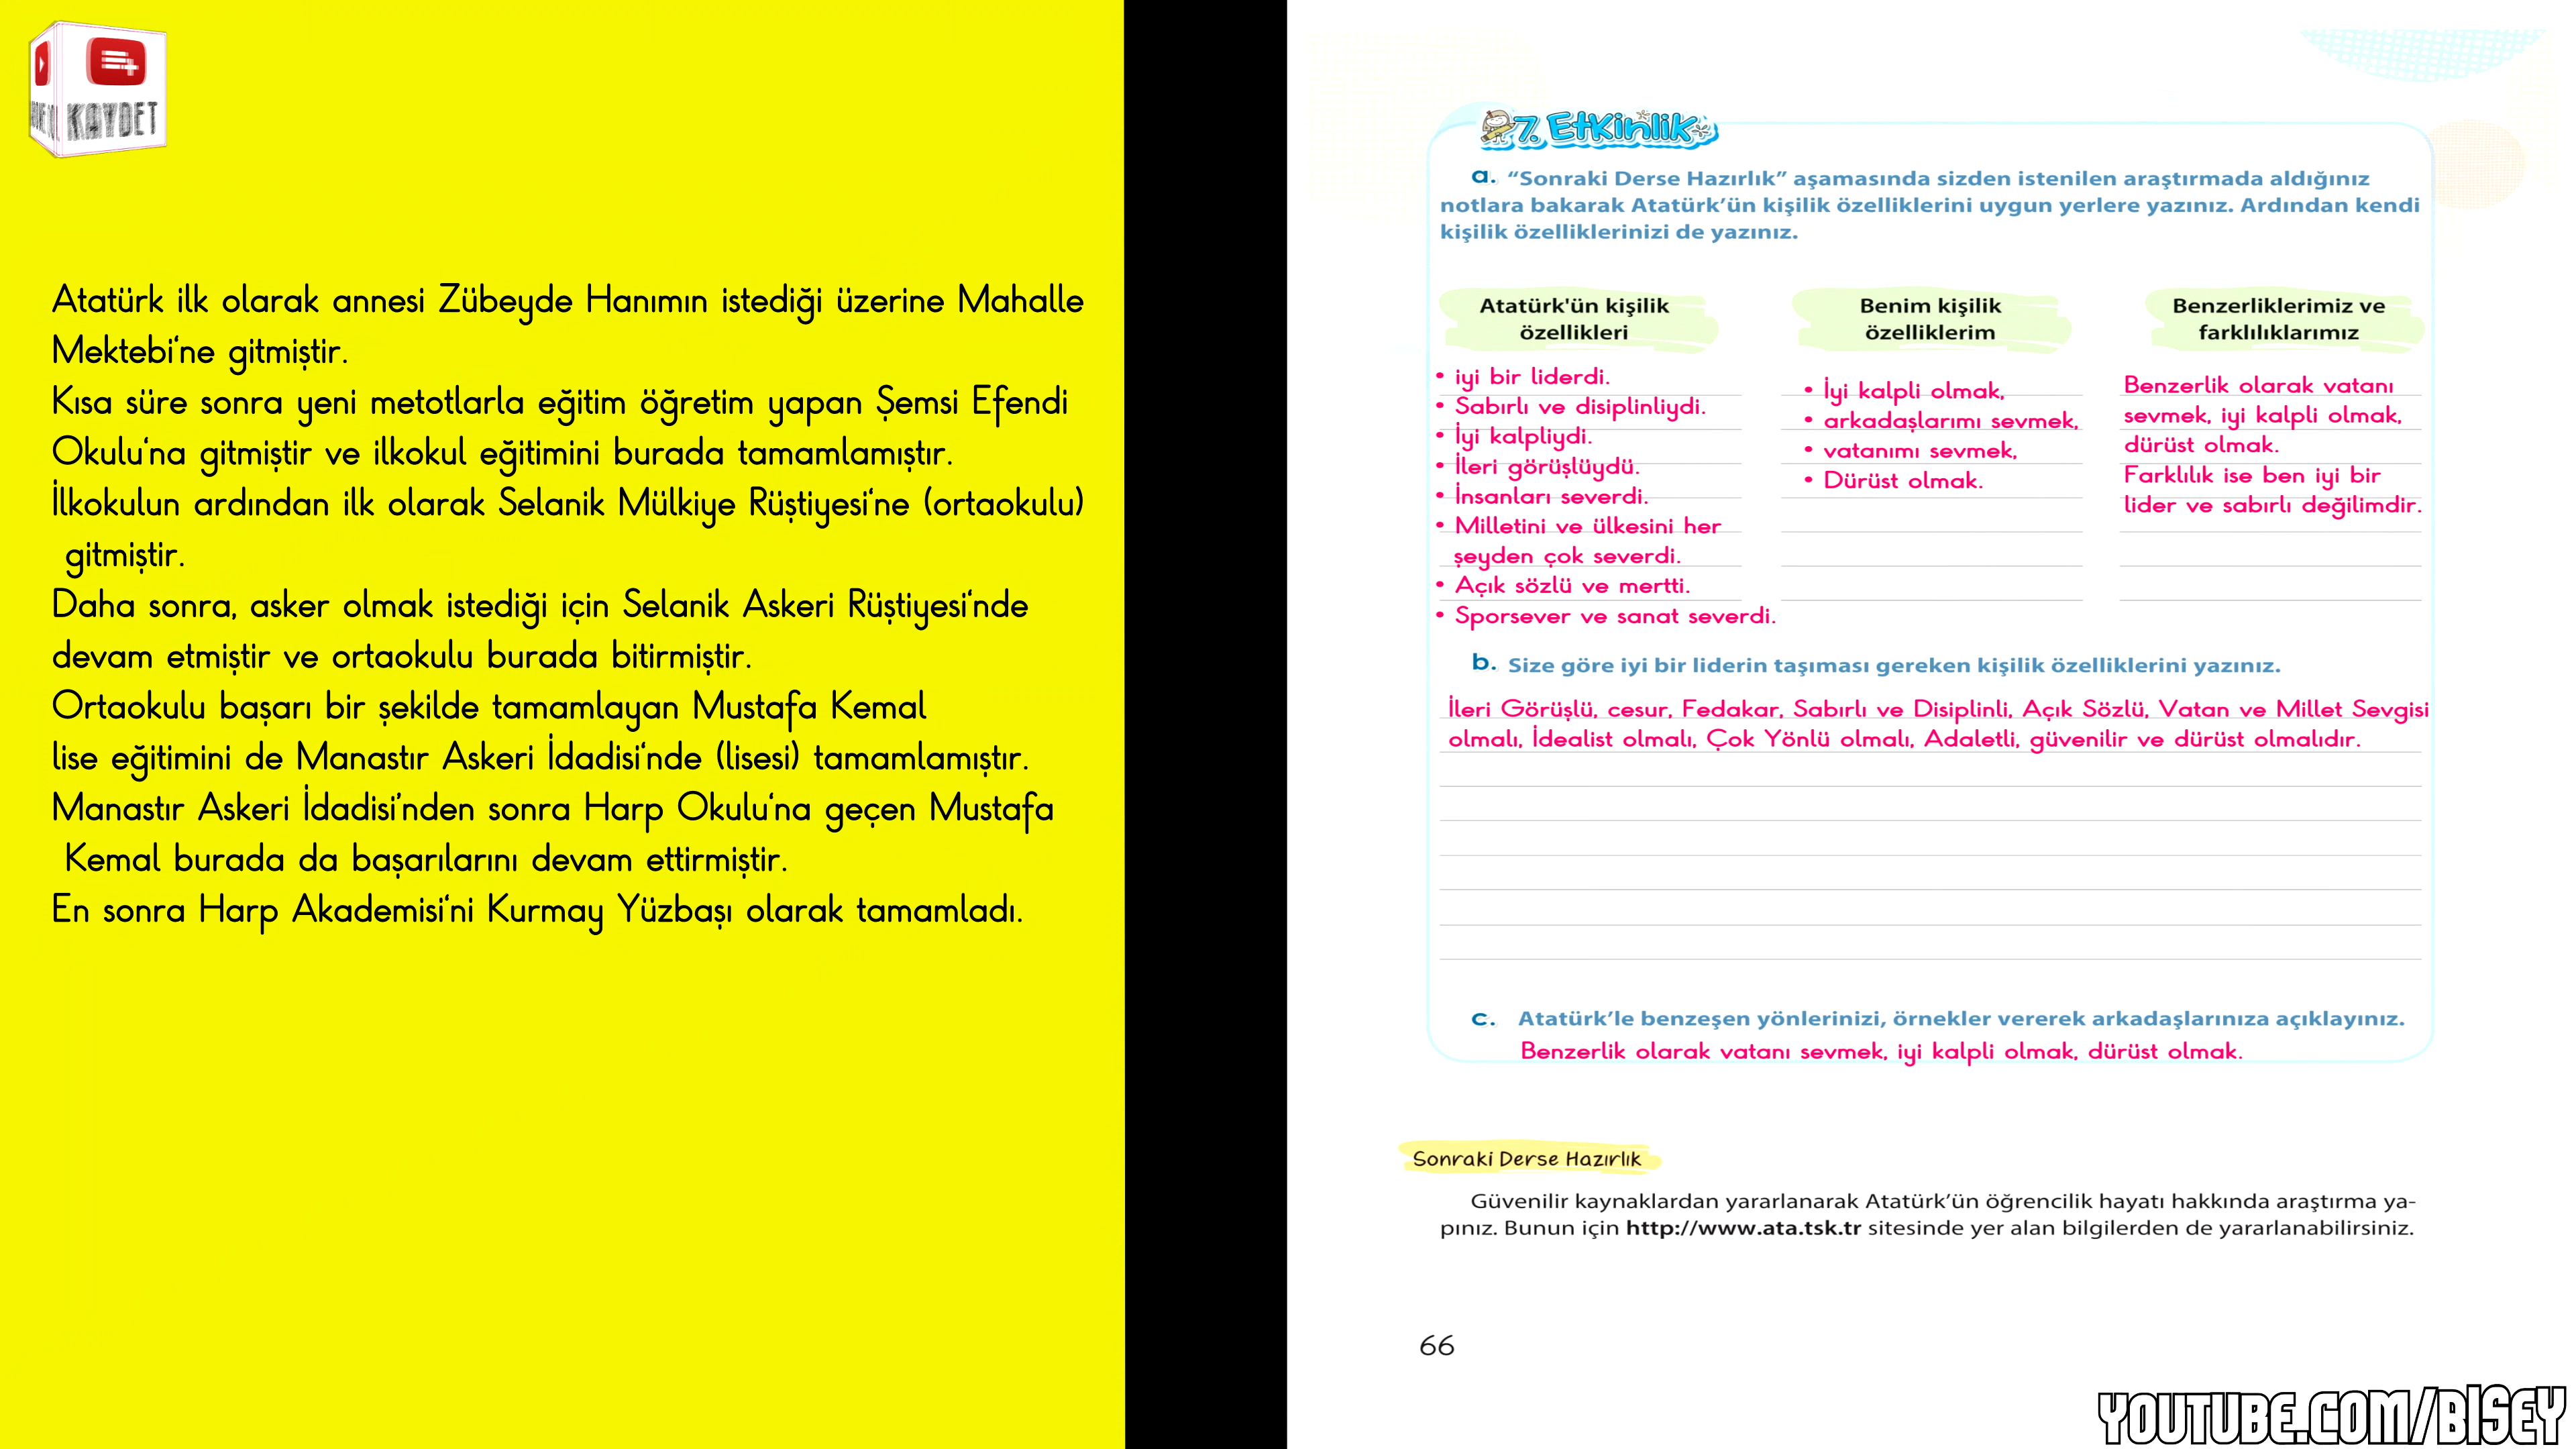 KAYDET
Atatürk ilk olarak annesi Zübeyde Hanımın istediği üzerine Mahalle
Mektebi‘ne gitmiştir.
Kısa süre sonra yeni metotlarla eğitim öğretim yapan Şemsi Efendi
Okulu‘na gitmiştir ve ilkokul eğitimini burada tamamlamıştır.
İlkokulun ardından ilk olarak Selanik Mülkiye Rüştiyesi‘ne (ortaokulu)
gitmiştir.
Daha sonra, asker olmak istediği için Selanik Askeri Rüştiyesi‘nde
devam etmiştir ve ortaokulu burada bitirmiştir.
Ortaokulu başarı bir şekilde tamamlayan Mustafa Kemal
lise eğitimini de Manastır Askeri İdadisi‘nde (lisesi) tamamlamıştır.
Manastır Askeri İdadisi’nden sonra Harp Okulu‘na geçen Mustafa
Kemal burada da başarılarını devam ettirmiştir.
En sonra Harp Akademisi‘ni Kurmay Yüzbaşı olarak tamamladı.
7. Etkinlik
a. “Sonraki Derse Hazırlık” aşamasında sizden istenilen araştırmada aldığınız
notlara bakarak Atatürk’ün kişilik özelliklerini uygun yerlere yazınız. Ardından kendi
kişilik özelliklerinizi de yazınız.
Atatürk'ün kişilik
özellikleri
• iyi bir liderdi.
• Sabırlı ve disiplinliydi.
• İyi kalpliydi.
• İleri görüşlüydü.
• İnsanları severdi.
• Milletini ve ülkesini her
şeyden çok severdi.
• Açık sözlü ve mertti.
• Sporsever ve sanat severdi.
Benim kişilik
özelliklerim
• İyi kalpli olmak,
• arkadaşlarımı sevmek,
• vatanımı sevmek,
• Dürüst olmak.
Benzerliklerimiz ve
farklılıklarımız
Benzerlik olarak vatanı
sevmek, iyi kalpli olmak,
dürüst olmak.
Farklılık ise ben iyi bir
lider ve sabırlı değilimdir.
b. Size göre iyi bir liderin taşıması gereken kişilik özelliklerini yazınız.
İleri Görüşlü, cesur, Fedakar, Sabırlı ve Disiplinli, Açık Sözlü, Vatan ve Millet Sevgisi
olmalı, İdealist olmalı, Çok Yönlü olmalı, Adaletli, güvenilir ve dürüst olmalıdır.
c. Atatürk’le benzeşen yönlerinizi, örnekler vererek arkadaşlarınıza açıklayınız.
Benzerlik olarak vatanı sevmek, iyi kalpli olmak, dürüst olmak.
Sonraki Derse Hazırlık
Güvenilir kaynaklardan yararlanarak Atatürk’ün öğrencilik hayatı hakkında araştırma ya-
pınız. Bunun için http://www.ata.tsk.tr sitesinde yer alan bilgilerden de yararlanabilirsiniz.
66
YOUTUBE.COM/BISEY